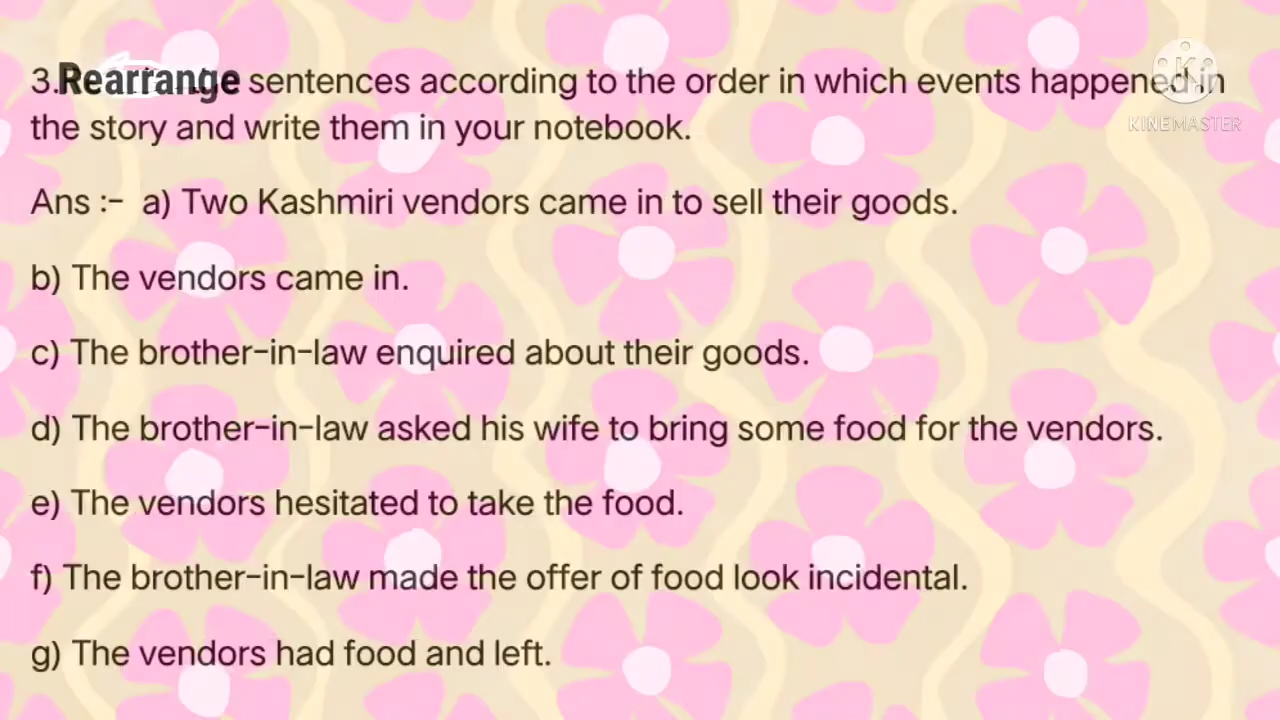 3.Rearrange sentences according to the order in which events happened in
the story and write them in your notebook.
Ans :- a) Two Kashmiri vendors came in to sell their goods.
b) The vendors came in.
c) The brother-in-law enquired about their goods.
d) The brother-in-law asked his wife to bring some food for the vendors.
e) The vendors hesitated to take the food.
f) The brother-in-law made the offer of food look incidental.
g) The vendors had food and left.
K
KINEMASTER